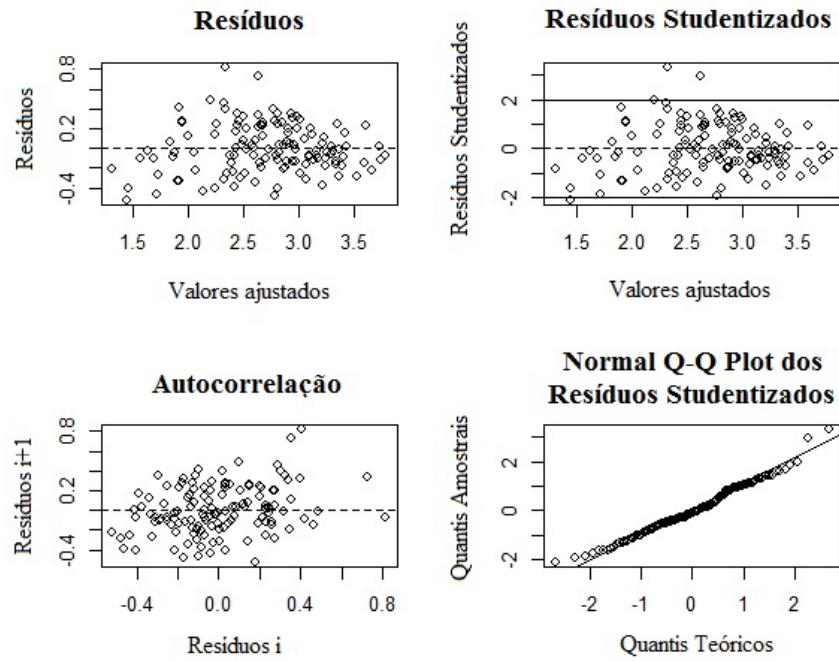 Resíduos
Resíduos
0.8
0.2
-0.4
1.5 2.0 2.5 3.0 3.5
Valores ajustados
Resíduos Studentizados
Resíduos Studentizados
2
0
-2
1.5 2.0 2.5 3.0 3.5
Valores ajustados
Autocorrelação
Resíduos i+1
0.8
0.2
-0.4
-0.4 0.0 0.4 0.8
Resíduos i
Normal Q-Q Plot dos
Resíduos Studentizados
Quantis Amostrais
2
0
-2
-2 -1 0 1 2
Quantis Teóricos